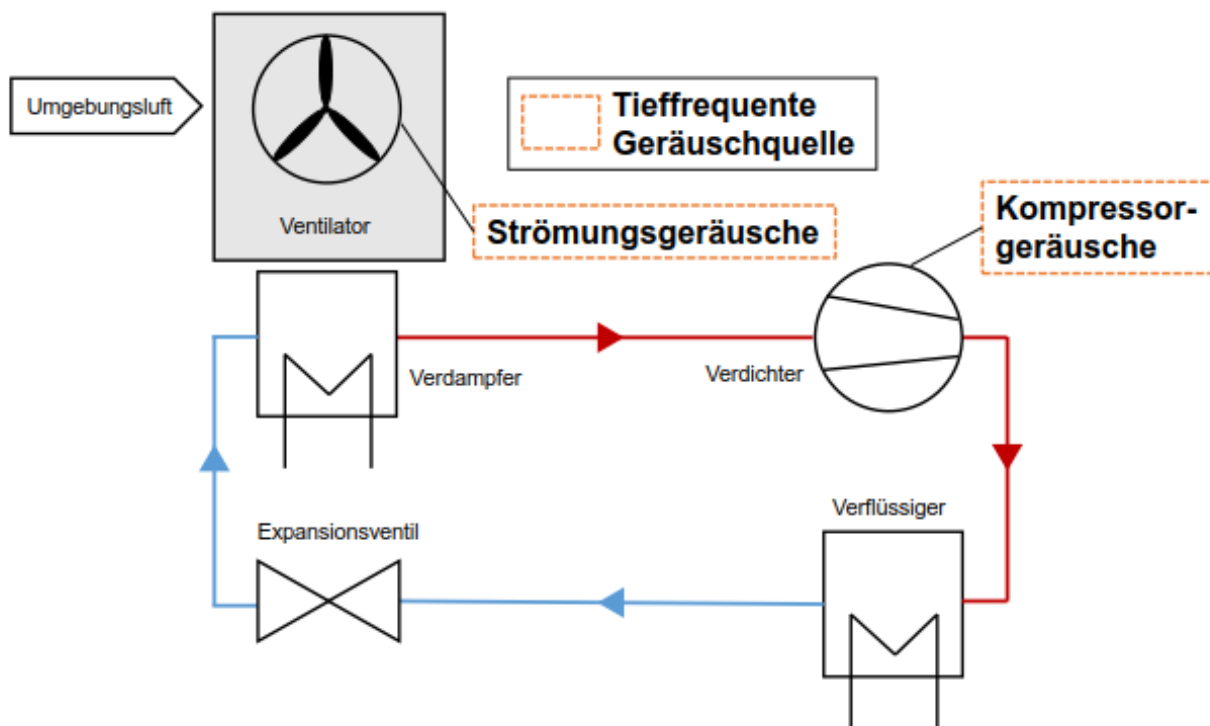 Umgebungsluft
Ventilator
Tieffrequente
Geräuschquelle
Strömungsgeräusche
Kompressor-
geräusche
Verdampfer
Verdichter
Expansionsventil
Verflüssiger